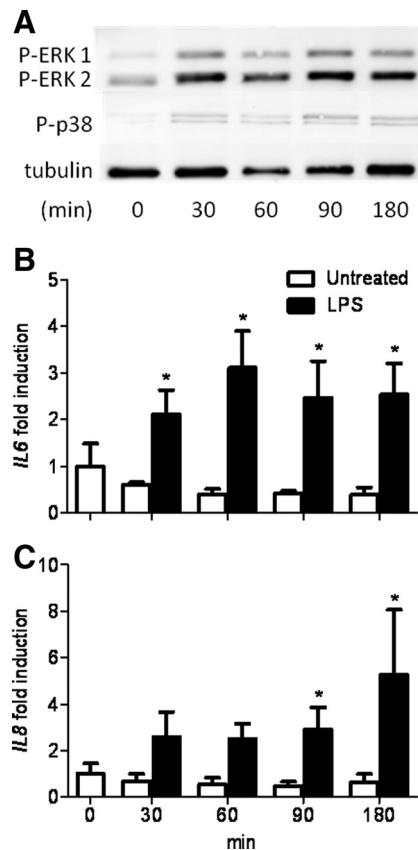 A
P-ERK 1
P-ERK 2
P-p38
tubulin
(min) 0 30 60 90 180
B
5
4
3
2
1
0
IL6 fold induction
Untreated
LPS
* * * *
C
10
8
6
4
2
0
IL8 fold induction
* *
0 30 60 90 180
min